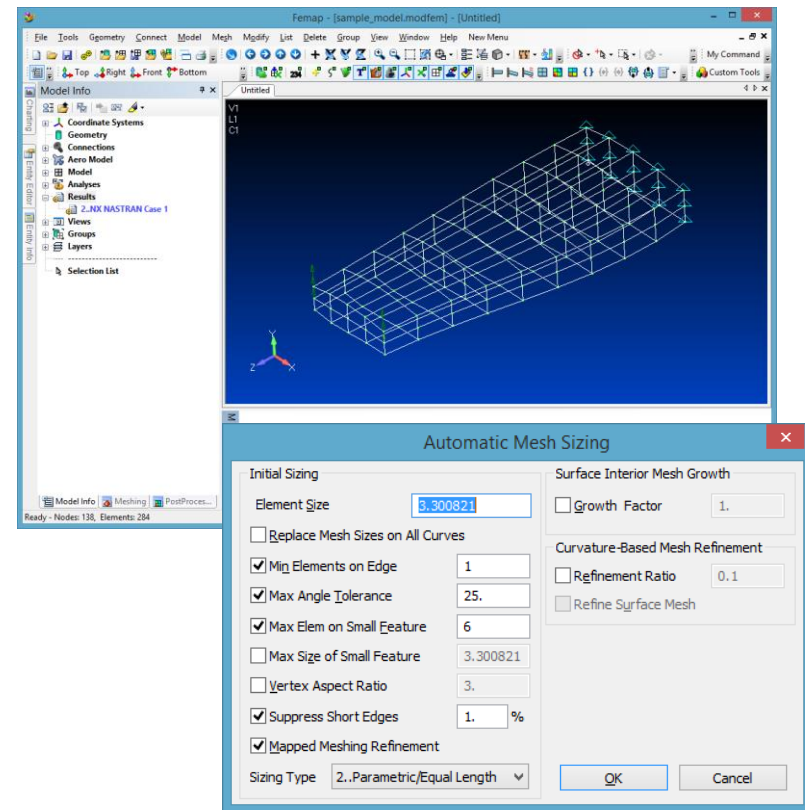 Femap - [sample_model.modfem] - [Untitled]
File Tools Geometry Connect Model Mesh Modify List Delete Group View Window Help New Menu
My Command
Top Right Front Bottom
Custom Tools
Model Info
Untitled
Charting
Entity Editor
Entity Info
Coordinate Systems
Geometry
Connections
Aero Model
Model
Analyses
Results
2..NX NASTRAN Case 1
Views
Groups
Layers
---------------------------
Selection List
V1
L1
C1
Y
Z
X
Model Info Meshing PostProces...
Ready - Nodes: 138, Elements: 284
Automatic Mesh Sizing
Initial Sizing
Element Size 3.300821
Replace Mesh Sizes on All Curves
Min Elements on Edge 1
Max Angle Tolerance 25.
Max Elem on Small Feature 6
Max Size of Small Feature 3.300821
Vertex Aspect Ratio 3.
Suppress Short Edges 1. %
Mapped Meshing Refinement
Sizing Type 2..Parametric/Equal Length
Surface Interior Mesh Growth
Growth Factor 1.
Curvature-Based Mesh Refinement
Refinement Ratio 0.1
Refine Surface Mesh
OK Cancel